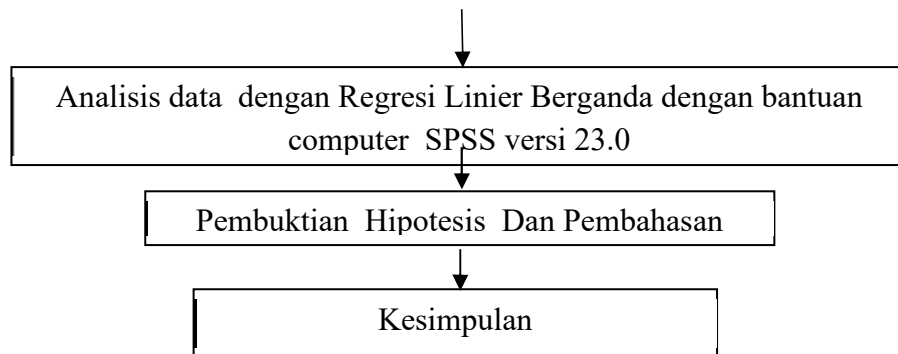 Analisis data dengan Regresi Linier Berganda dengan bantuan
computer SPSS versi 23.0
Pembuktian Hipotesis Dan Pembahasan
Kesimpulan